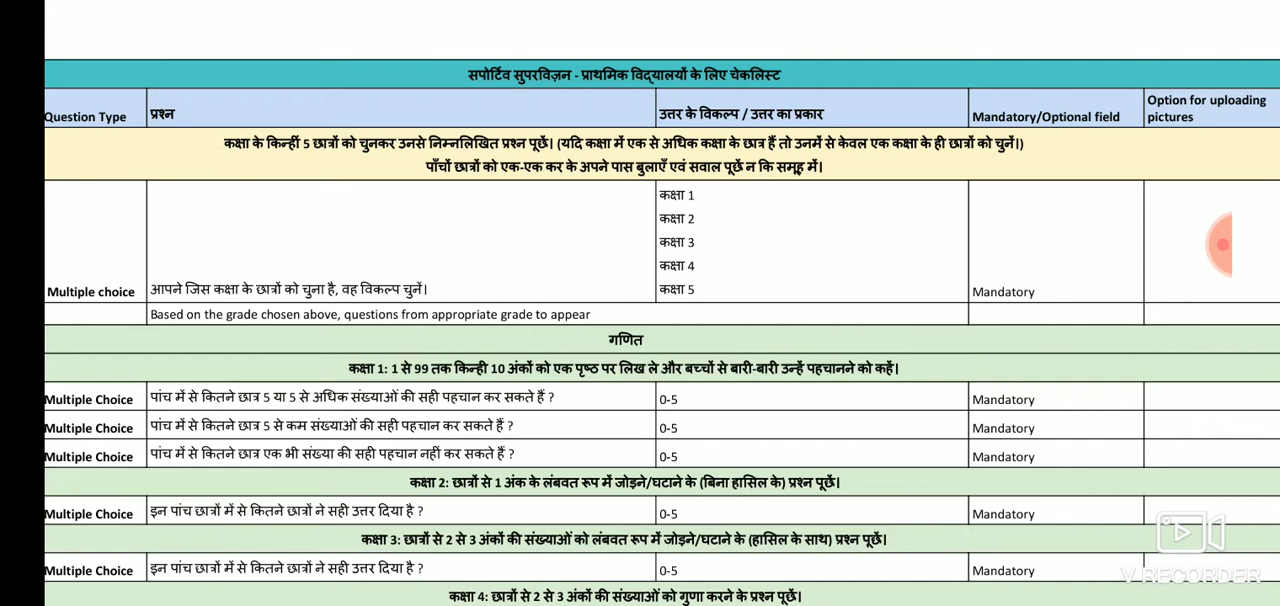 सपोर्टिव सुपरविज़न - प्राथमिक विद्यालयों के लिए चेकलिस्ट
Question Type प्रश्न उत्तर के विकल्प / उत्तर का प्रकार Mandatory/Optional field Option for uploading pictures
कक्षा के किन्हीं 5 छात्रों को चुनकर उनसे निम्नलिखित प्रश्न पूछें। (यदि कक्षा में एक से अधिक कक्षा के छात्र हैं तो उनमें से केवल एक कक्षा के ही छात्रों को चुनें।)
पाँचों छात्रों को एक-एक कर के अपने पास बुलाएँ एवं सवाल पूछें न कि समूह में।
कक्षा 1
कक्षा 2
कक्षा 3
कक्षा 4
Multiple choice आपने जिस कक्षा के छात्रों को चुना है, वह विकल्प चुनें। कक्षा 5 Mandatory
Based on the grade chosen above, questions from appropriate grade to appear
गणित
कक्षा 1: 1 से 99 तक किन्ही 10 अंकों को एक पृष्ठ पर लिख ले और बच्चों से बारी-बारी उन्हें पहचानने को कहें।
Multiple Choice पांच में से कितने छात्र 5 या 5 से अधिक संख्याओं की सही पहचान कर सकते हैं ? 0-5 Mandatory
Multiple Choice पांच में से कितने छात्र 5 से कम संख्याओं की सही पहचान कर सकते हैं ? 0-5 Mandatory
Multiple Choice पांच में से कितने छात्र एक भी संख्या की सही पहचान नहीं कर सकते हैं ? 0-5 Mandatory
कक्षा 2: छात्रों से 1 अंक के लंबवत रूप में जोड़ने/घटाने के (बिना हासिल के) प्रश्न पूछें।
Multiple Choice इन पांच छात्रों में से कितने छात्रों ने सही उत्तर दिया है ? 0-5 Mandatory
कक्षा 3: छात्रों से 2 से 3 अंकों की संख्याओं को लंबवत रूप में जोड़ने/घटाने के (हासिल के साथ) प्रश्न पूछें।
Multiple Choice इन पांच छात्रों में से कितने छात्रों ने सही उत्तर दिया है ? 0-5 Mandatory
कक्षा 4: छात्रों से 2 से 3 अंकों की संख्याओं को गुणा करने के प्रश्न पूछें।
V RECORDER